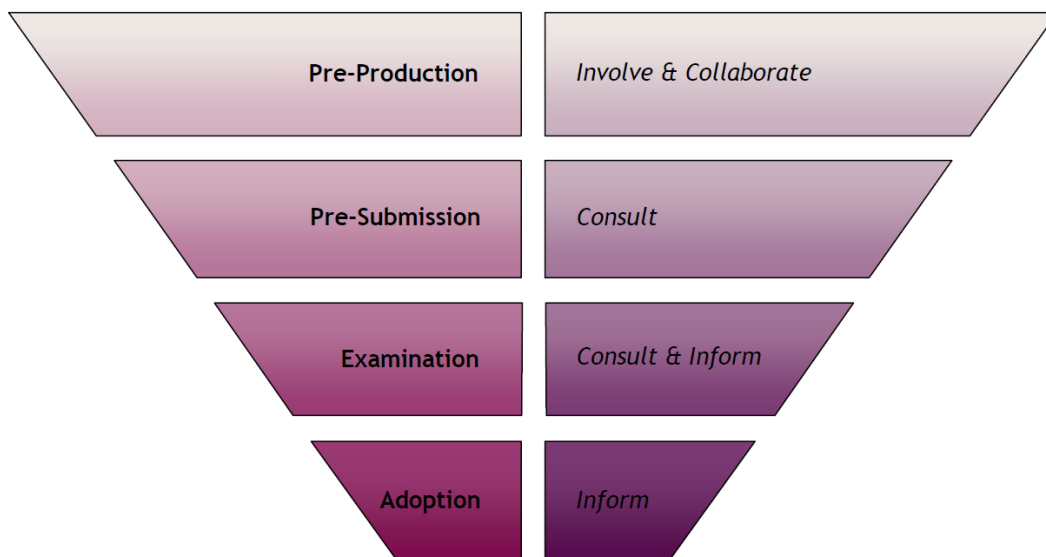 Pre-Production
Involve & Collaborate
Pre-Submission
Consult
Examination
Consult & Inform
Adoption
Inform